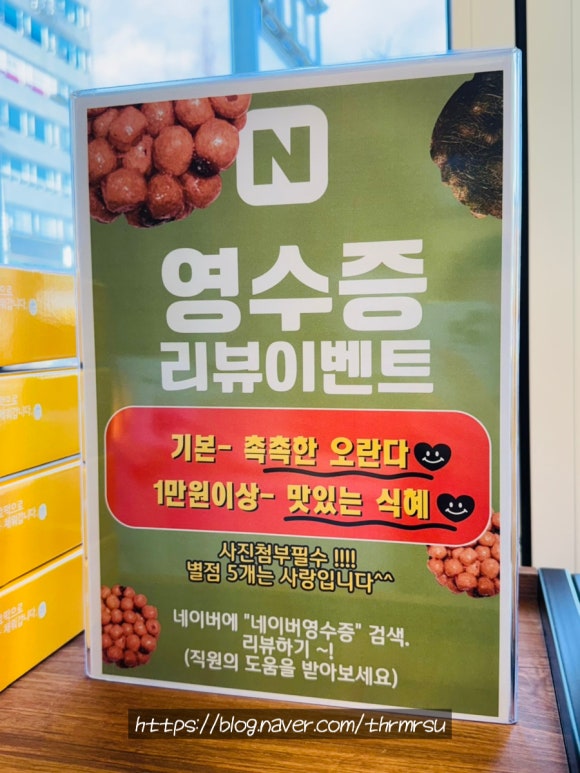 N
영수증
리뷰이벤트
기본- 촉촉한 오란다
1만원이상- 맛있는 식혜
사진첨부필수 !!!!
별점 5개는 사랑입니다^^
네이버에 "네이버영수증" 검색.
리뷰하기 ~!
(직원의 도움을 받아보세요)
https://blog.naver.com/thrmrsu